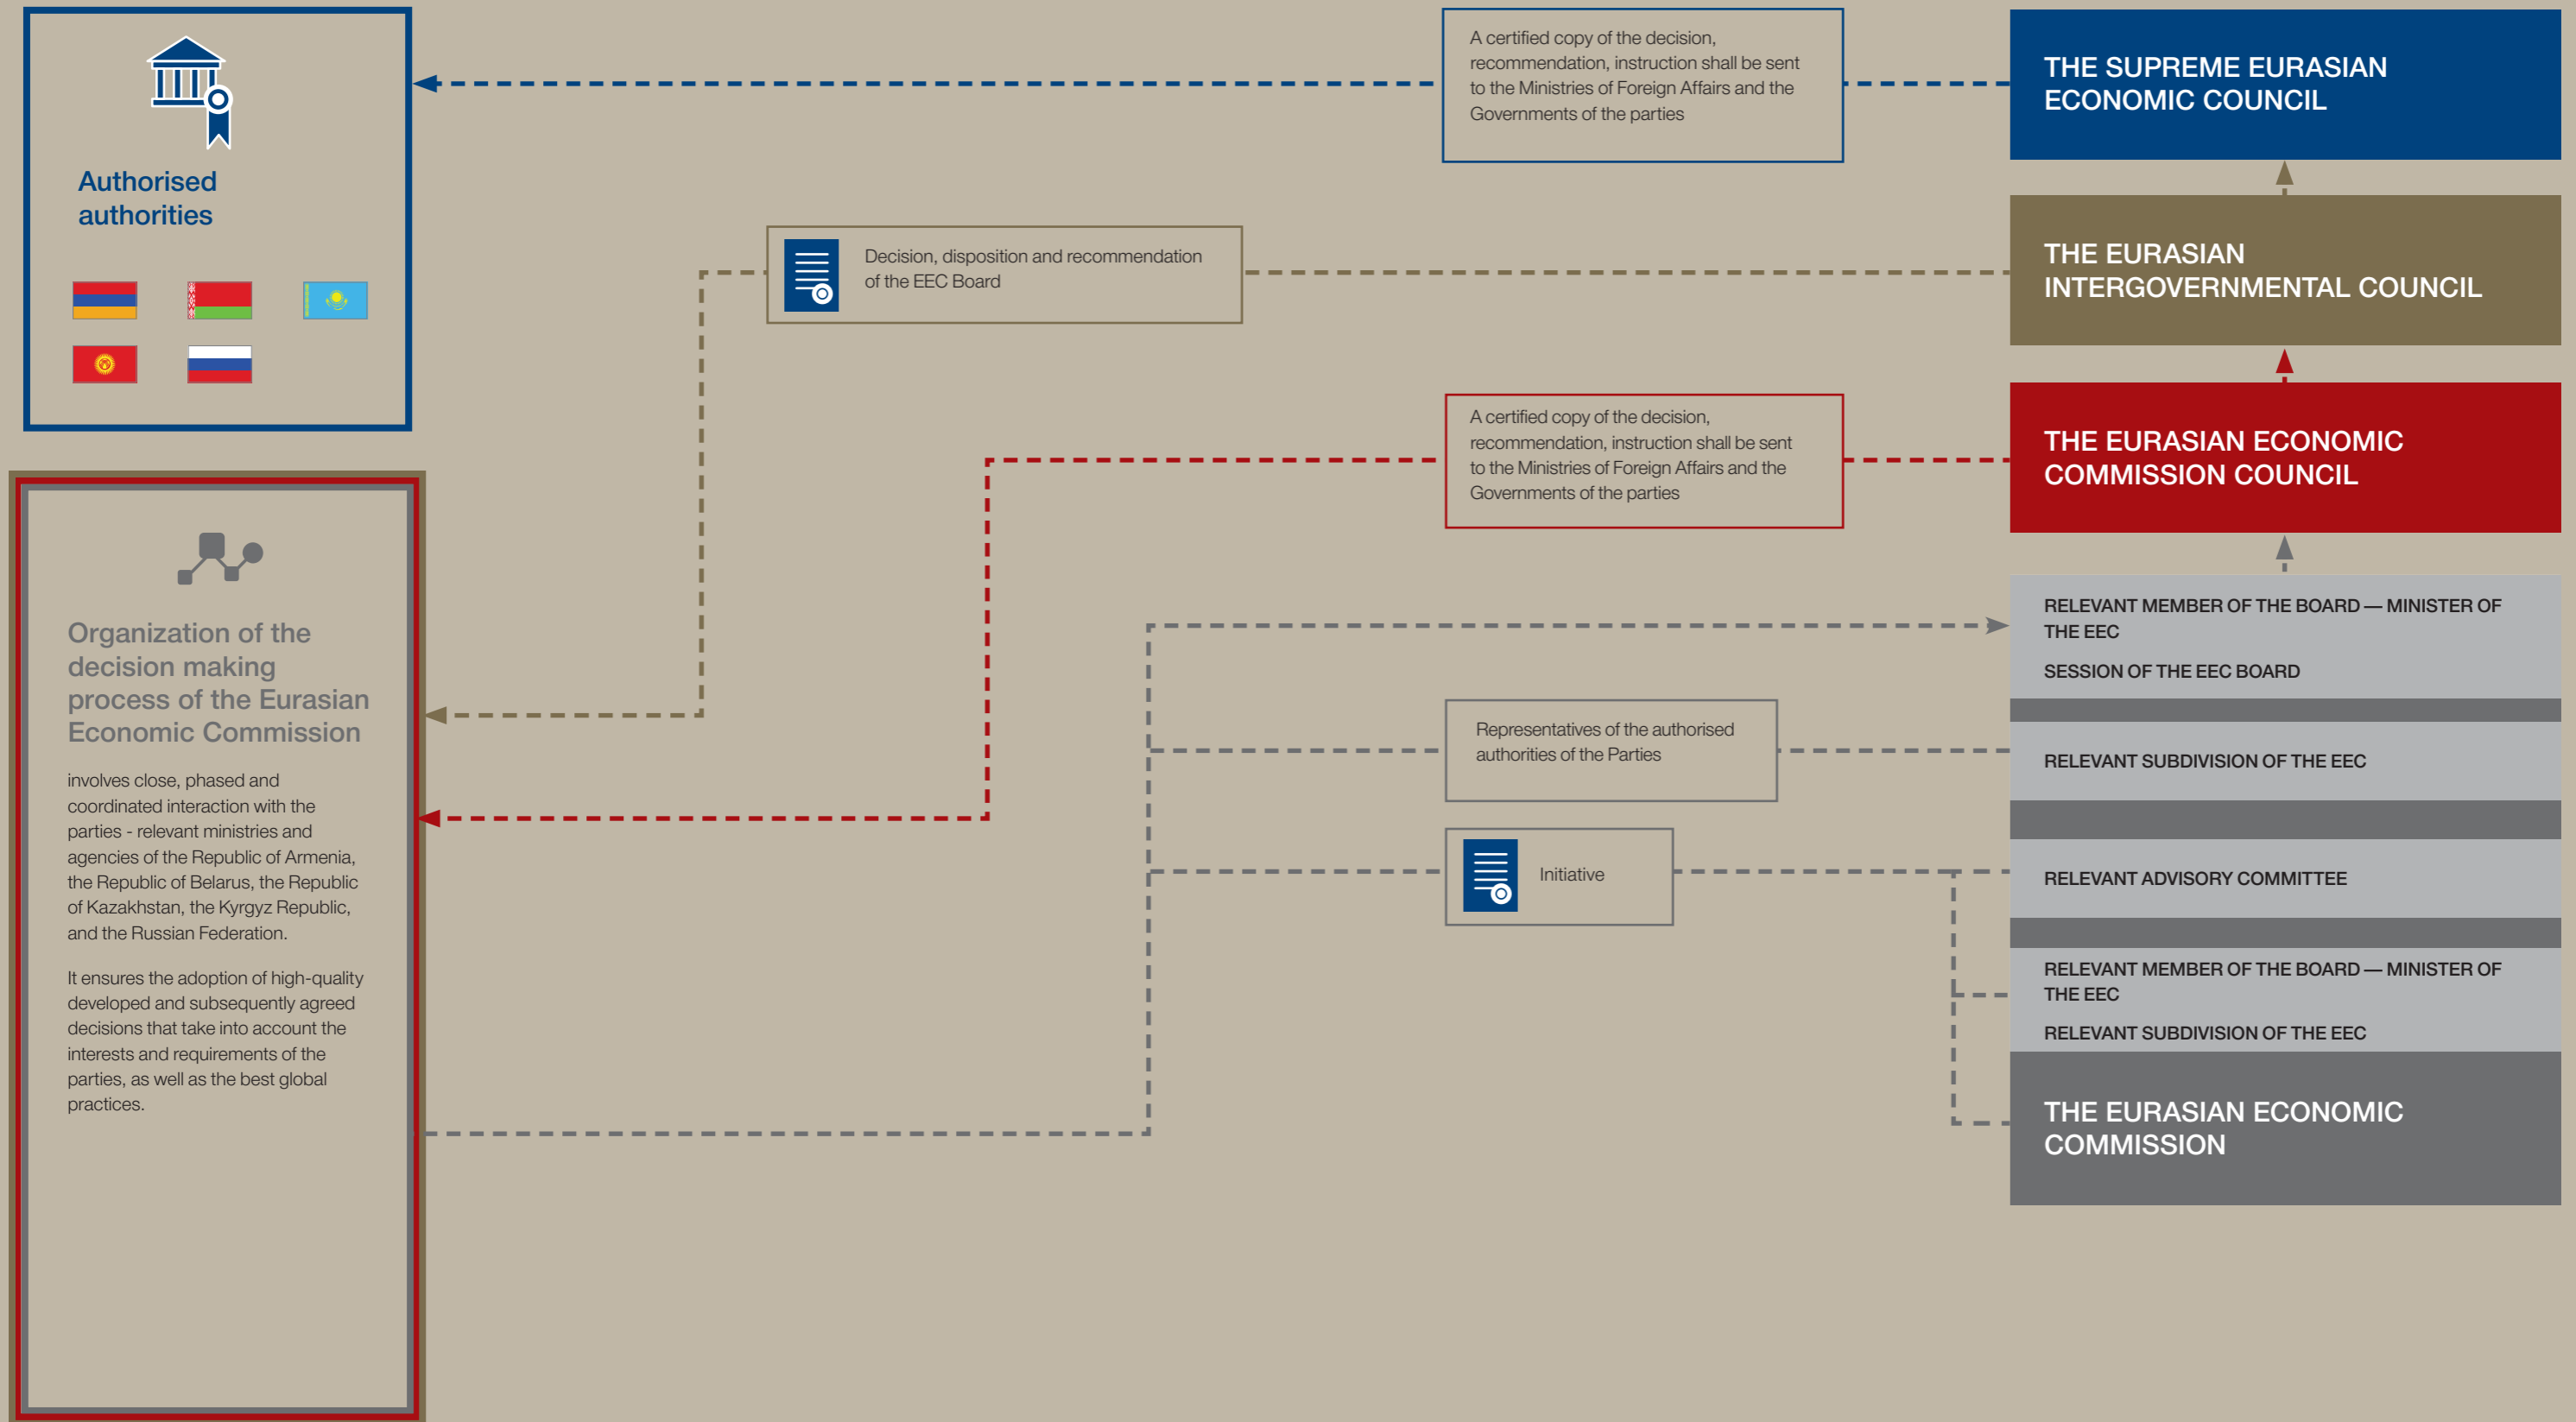 Authorised
authorities
Organization of the
decision making
process of the Eurasian
Economic Commission
involves close, phased and
coordinated interaction with the
parties - relevant ministries and
agencies of the Republic of Armenia,
the Republic of Belarus, the Republic
of Kazakhstan, the Kyrgyz Republic,
and the Russian Federation.
It ensures the adoption of high-quality
developed and subsequently agreed
decisions that take into account the
interests and requirements of the
parties, as well as the best global
practices.
Decision, disposition and recommendation
of the EEC Board
A certified copy of the decision,
recommendation, instruction shall be sent
to the Ministries of Foreign Affairs and the
Governments of the parties
A certified copy of the decision,
recommendation, instruction shall be sent
to the Ministries of Foreign Affairs and the
Governments of the parties
Representatives of the authorised
authorities of the Parties
Initiative
THE SUPREME EURASIAN
ECONOMIC COUNCIL
THE EURASIAN
INTERGOVERNMENTAL COUNCIL
THE EURASIAN ECONOMIC
COMMISSION COUNCIL
RELEVANT MEMBER OF THE BOARD — MINISTER OF
THE EEC
SESSION OF THE EEC BOARD
RELEVANT SUBDIVISION OF THE EEC
RELEVANT ADVISORY COMMITTEE
RELEVANT MEMBER OF THE BOARD — MINISTER OF
THE EEC
RELEVANT SUBDIVISION OF THE EEC
THE EURASIAN ECONOMIC
COMMISSION